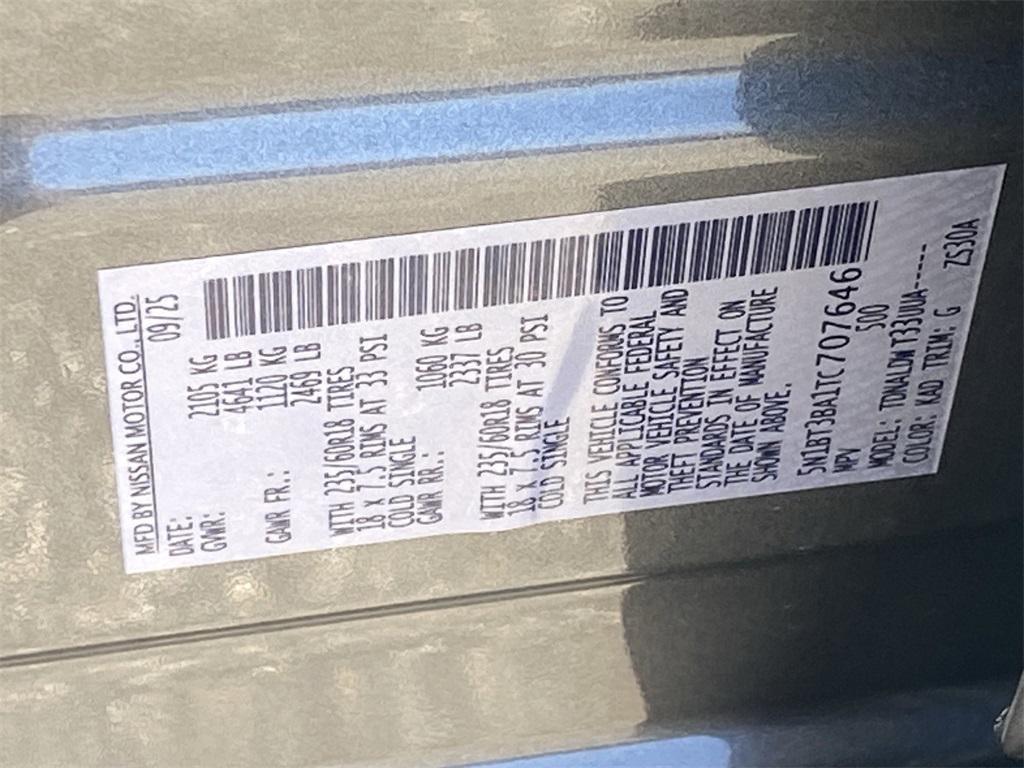 MFD BY NISSAN MOTOR CO., LTD.
DATE: 09/25
GVWR: 2105 KG
4641 LB
GAWR FR.: 1120 KG
2469 LB
WITH 235/60R18 TIRES
18 X 7.5 RIMS AT 33 PSI
COLD SINGLE
GAWR RR.: 1060 KG
2337 LB
WITH 235/60R18 TIRES
18 X 7.5 RIMS AT 30 PSI
COLD SINGLE
THIS VEHICLE CONFORMS TO
ALL APPLICABLE FEDERAL
MOTOR VEHICLE SAFETY AND
THEFT PREVENTION
STANDARDS IN EFFECT ON
THE DATE OF MANUFACTURE
SHOWN ABOVE.
5N1BT3BA1TC707646
MPV 500
MODEL: TDNALDW T33UUA-----
COLOR: KAD TRIM: G ZS30A